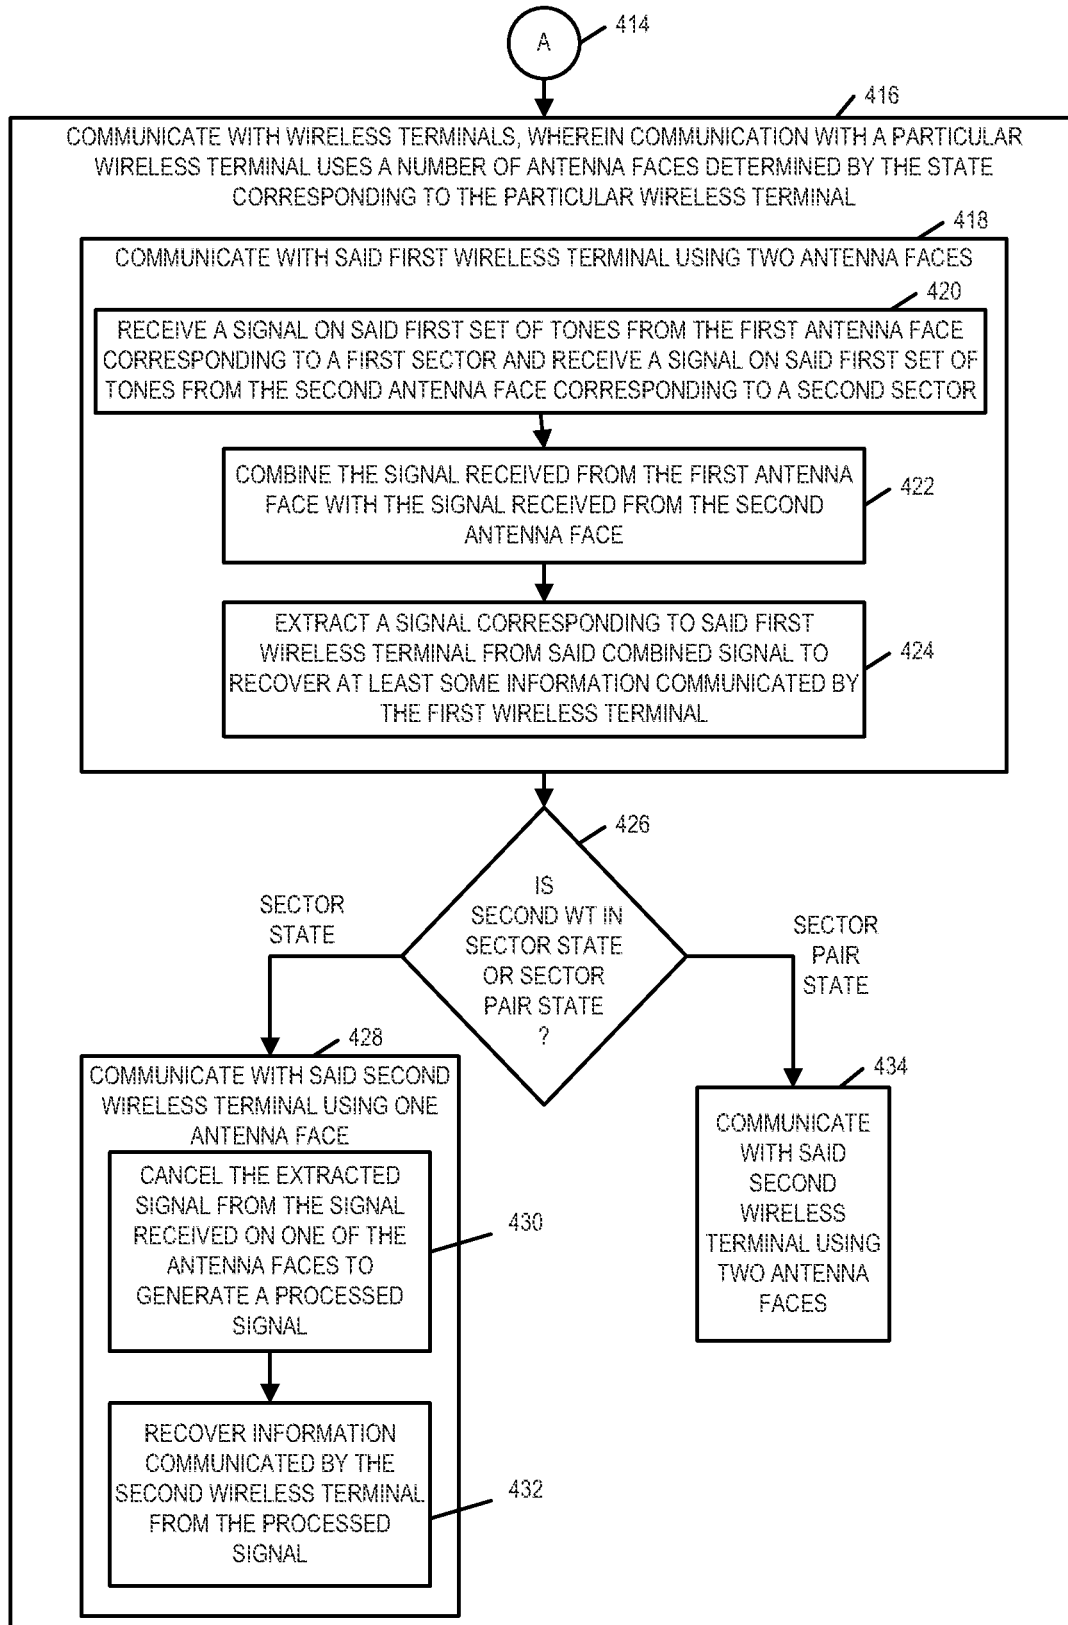 A
414
416
COMMUNICATE WITH WIRELESS TERMINALS, WHEREIN COMMUNICATION WITH A PARTICULAR
WIRELESS TERMINAL USES A NUMBER OF ANTENNA FACES DETERMINED BY THE STATE
CORRESPONDING TO THE PARTICULAR WIRELESS TERMINAL
418
COMMUNICATE WITH SAID FIRST WIRELESS TERMINAL USING TWO ANTENNA FACES
420
RECEIVE A SIGNAL ON SAID FIRST SET OF TONES FROM THE FIRST ANTENNA FACE
CORRESPONDING TO A FIRST SECTOR AND RECEIVE A SIGNAL ON SAID FIRST SET OF
TONES FROM THE SECOND ANTENNA FACE CORRESPONDING TO A SECOND SECTOR
COMBINE THE SIGNAL RECEIVED FROM THE FIRST ANTENNA
FACE WITH THE SIGNAL RECEIVED FROM THE SECOND
ANTENNA FACE
422
EXTRACT A SIGNAL CORRESPONDING TO SAID FIRST
WIRELESS TERMINAL FROM SAID COMBINED SIGNAL TO
RECOVER AT LEAST SOME INFORMATION COMMUNICATED BY
THE FIRST WIRELESS TERMINAL
424
426
IS
SECOND WT IN
SECTOR STATE
OR SECTOR
PAIR STATE
?
SECTOR
STATE
SECTOR
PAIR
STATE
428
COMMUNICATE WITH SAID SECOND
WIRELESS TERMINAL USING ONE
ANTENNA FACE
CANCEL THE EXTRACTED
SIGNAL FROM THE SIGNAL
RECEIVED ON ONE OF THE
ANTENNA FACES TO
GENERATE A PROCESSED
SIGNAL
430
RECOVER INFORMATION
COMMUNICATED BY THE
SECOND WIRELESS TERMINAL
FROM THE PROCESSED
SIGNAL
432
434
COMMUNICATE
WITH SAID
SECOND
WIRELESS
TERMINAL USING
TWO ANTENNA
FACES